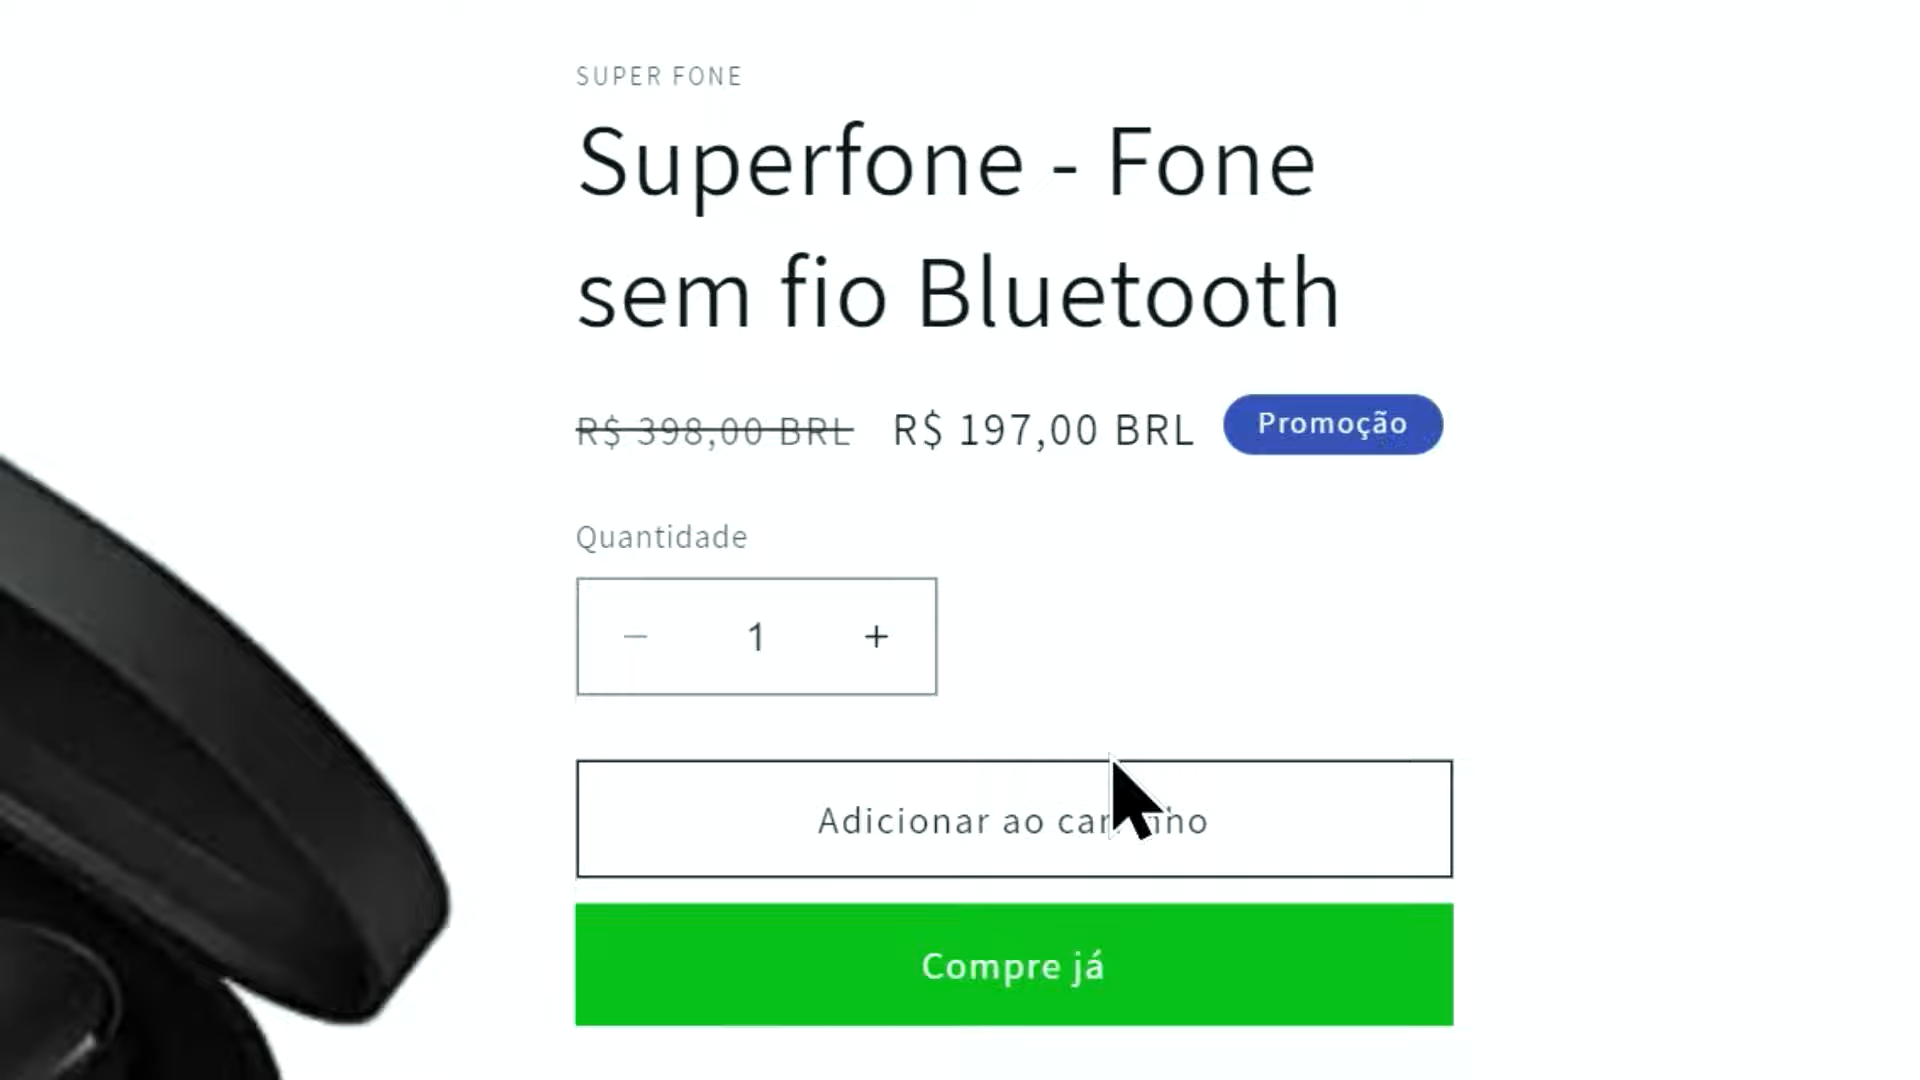 SUPER FONE
Superfone - Fone
sem fio Bluetooth
R$ 398,00 BRL R$ 197,00 BRL Promoção
Quantidade
− 1 +
Adicionar ao
Compre já